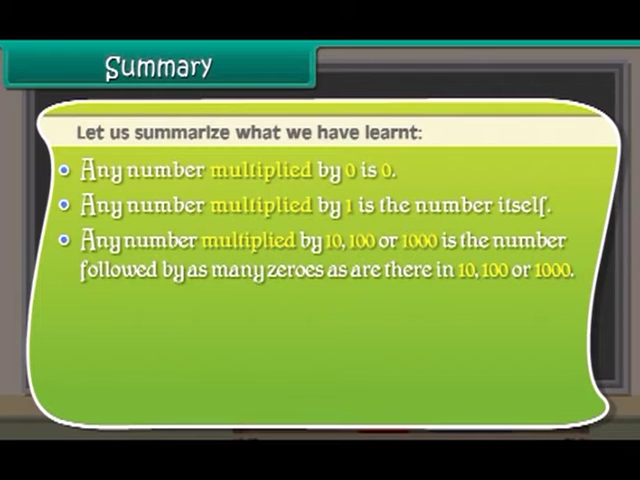 Summary
Let us summarize what we have learnt:
Any number multiplied by 0 is 0.
Any number multiplied by 1 is the number itself.
Any number multiplied by 10, 100 or 1000 is the number
followed by as many zeroes as are there in 10, 100 or 1000.